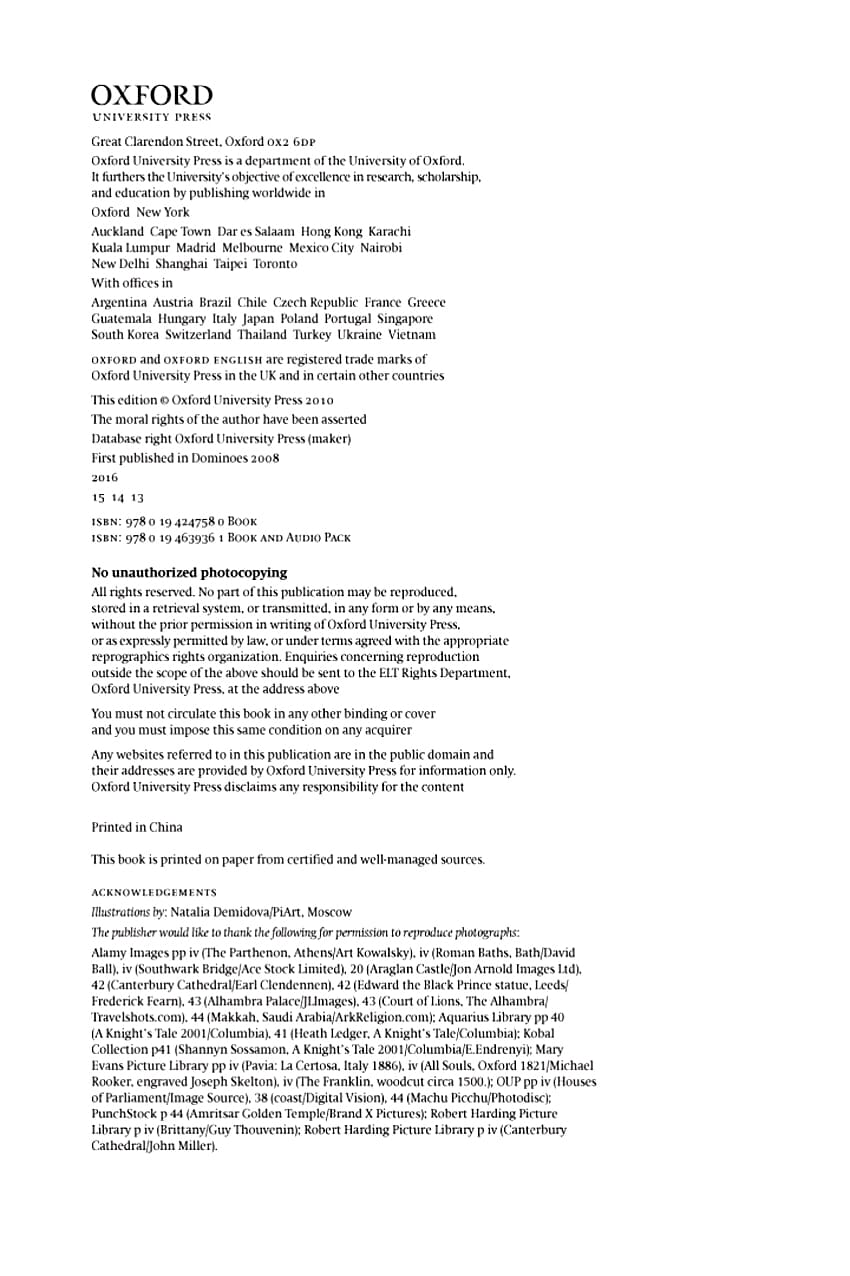 OXFORD
UNIVERSITY PRESS
Great Clarendon Street, Oxford OX2 6DP
Oxford University Press is a department of the University of Oxford.
It furthers the University's objective of excellence in research, scholarship,
and education by publishing worldwide in
Oxford New York
Auckland Cape Town Dar es Salaam Hong Kong Karachi
Kuala Lumpur Madrid Melbourne Mexico City Nairobi
New Delhi Shanghai Taipei Toronto
With offices in
Argentina Austria Brazil Chile Czech Republic France Greece
Guatemala Hungary Italy Japan Poland Portugal Singapore
South Korea Switzerland Thailand Turkey Ukraine Vietnam
OXFORD and OXFORD ENGLISH are registered trade marks of
Oxford University Press in the UK and in certain other countries
This edition © Oxford University Press 2010
The moral rights of the author have been asserted
Database right Oxford University Press (maker)
First published in Dominoes 2008
2016
15 14 13
ISBN: 978 0 19 424758 0 BOOK
ISBN: 978 0 19 463936 1 BOOK AND AUDIO PACK
No unauthorized photocopying
All rights reserved. No part of this publication may be reproduced,
stored in a retrieval system, or transmitted, in any form or by any means,
without the prior permission in writing of Oxford University Press,
or as expressly permitted by law, or under terms agreed with the appropriate
reprographics rights organization. Enquiries concerning reproduction
outside the scope of the above should be sent to the ELT Rights Department,
Oxford University Press, at the address above
You must not circulate this book in any other binding or cover
and you must impose this same condition on any acquirer
Any websites referred to in this publication are in the public domain and
their addresses are provided by Oxford University Press for information only.
Oxford University Press disclaims any responsibility for the content
Printed in China
This book is printed on paper from certified and well-managed sources.
ACKNOWLEDGEMENTS
Illustrations by: Natalia Demidova/PiArt, Moscow
The publisher would like to thank the following for permission to reproduce photographs:
Alamy Images pp iv (The Parthenon, Athens/Art Kowalsky), iv (Roman Baths, Bath/David
Ball), iv (Southwark Bridge/Ace Stock Limited), 20 (Araglan Castle/Jon Arnold Images Ltd),
42 (Canterbury Cathedral/Earl Clendennen), 42 (Edward the Black Prince statue, Leeds/
Frederick Fearn), 43 (Alhambra Palace/JLImages), 43 (Court of Lions, The Alhambra/
Travelshots.com), 44 (Makkah, Saudi Arabia/ArkReligion.com); Aquarius Library pp 40
(A Knight's Tale 2001/Columbia), 41 (Heath Ledger, A Knight's Tale/Columbia); Kobal
Collection p41 (Shannyn Sossamon, A Knight's Tale 2001/Columbia/E.Endrenyi); Mary
Evans Picture Library pp iv (Pavia: La Certosa, Italy 1886), iv (All Souls, Oxford 1821/Michael
Rooker, engraved Joseph Skelton), iv (The Franklin, woodcut circa 1500.); OUP pp iv (Houses
of Parliament/Image Source), 38 (coast/Digital Vision), 44 (Machu Picchu/Photodisc);
PunchStock p 44 (Amritsar Golden Temple/Brand X Pictures); Robert Harding Picture
Library p iv (Brittany/Guy Thouvenin); Robert Harding Picture Library p iv (Canterbury
Cathedral/John Miller).